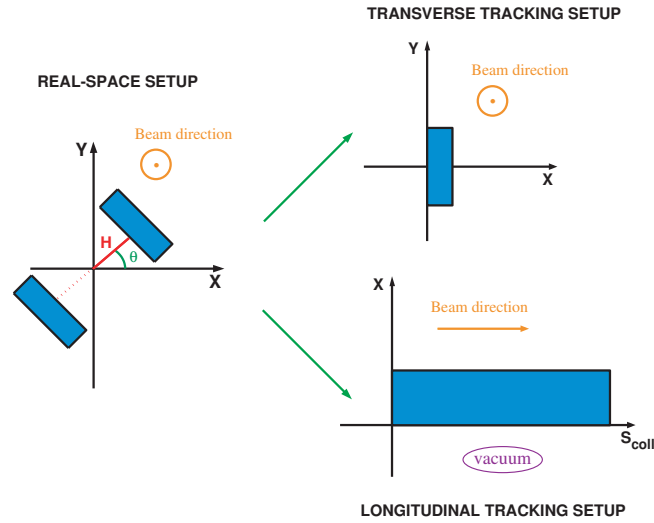 TRANSVERSE TRACKING SETUP
REAL-SPACE SETUP
Y
Beam direction
X
Beam direction
Y
H
θ
X
X
Beam direction
S_coll
vacuum
LONGITUDINAL TRACKING SETUP